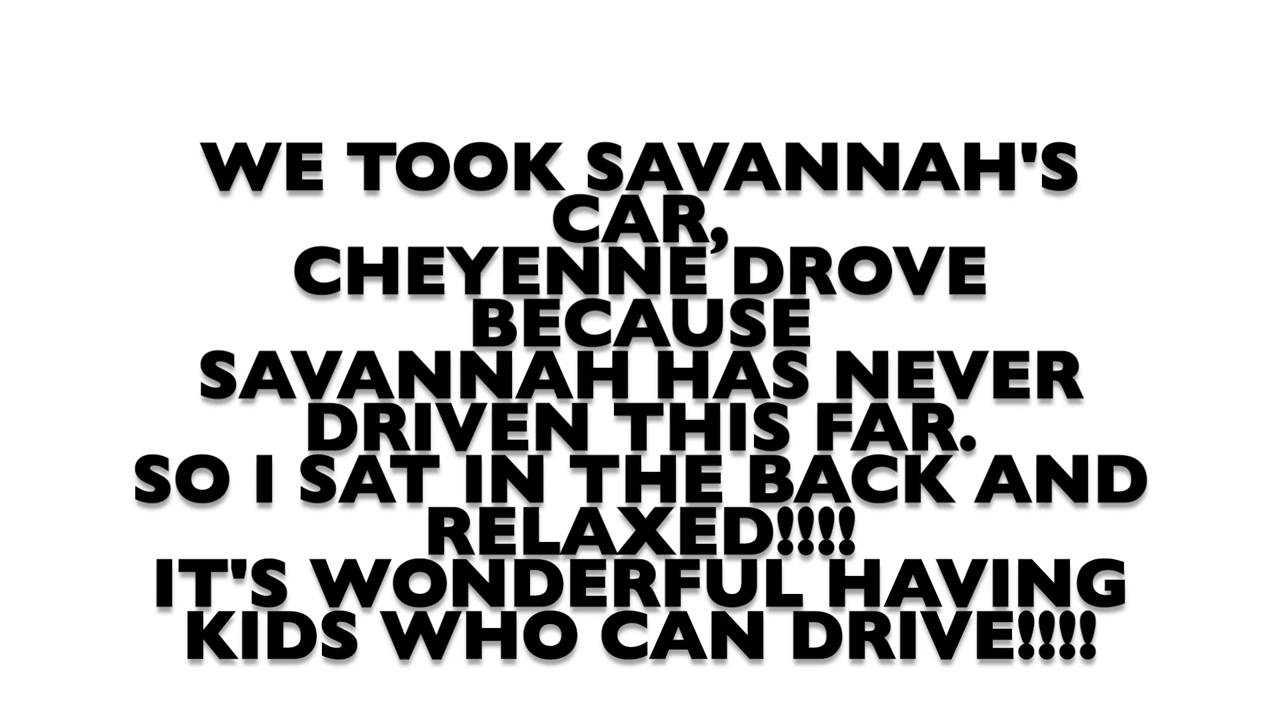 WE TOOK SAVANNAH'S
CAR,
CHEYENNE DROVE
BECAUSE
SAVANNAH HAS NEVER
DRIVEN THIS FAR.
SO I SAT IN THE BACK AND
RELAXED!!!!
IT'S WONDERFUL HAVING
KIDS WHO CAN DRIVE!!!!